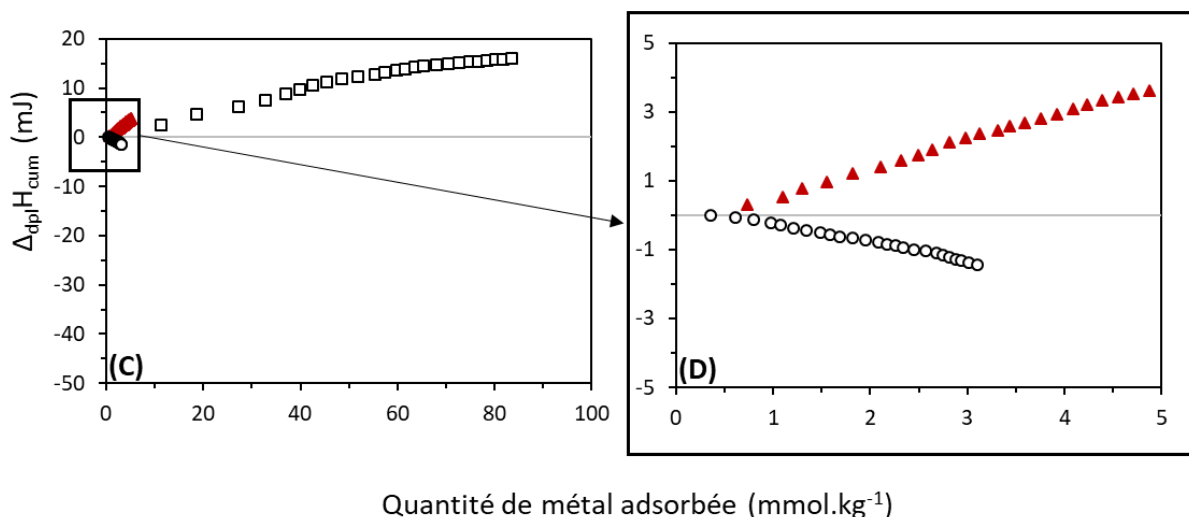 Δdpl Hcum (mJ)
20
10
0
-10
-20
-30
-40
-50
(C)
0 20 40 60 80 100
5
3
1
-1
-3
-5
(D)
0 1 2 3 4 5
Quantité de métal adsorbée (mmol.kg⁻¹)